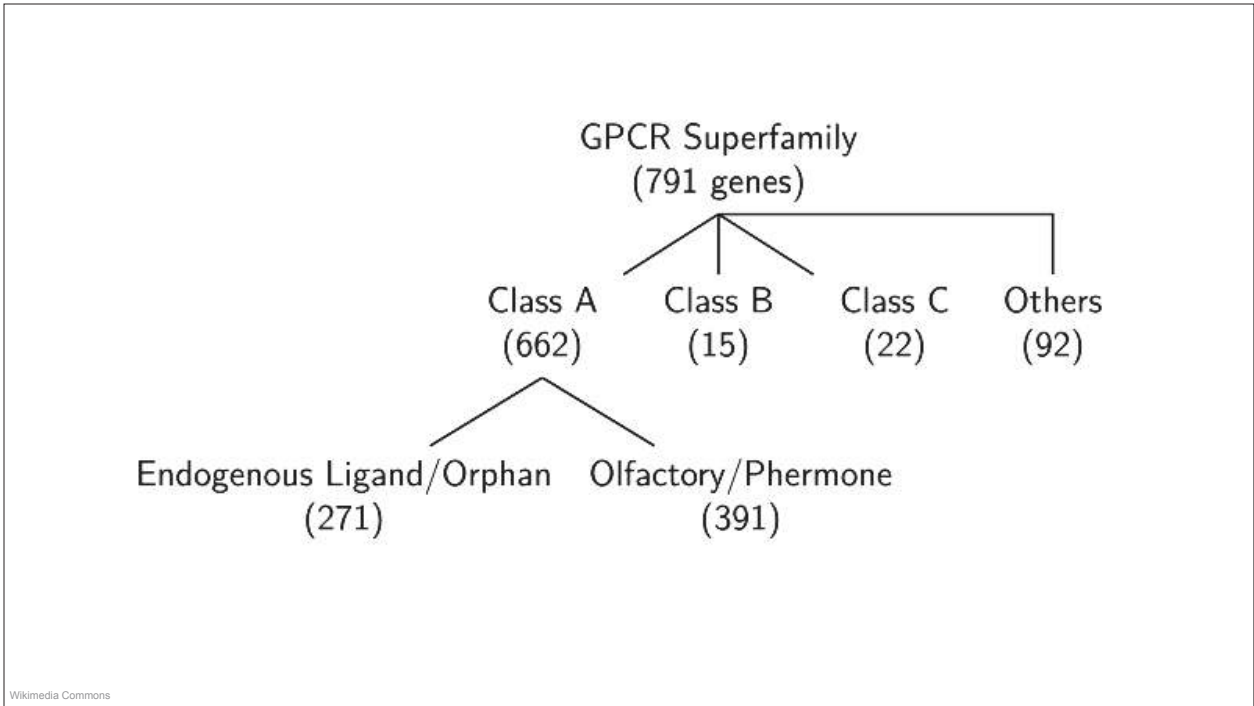 GPCR Superfamily
(791 genes)
Class A
(662)
Class B
(15)
Class C
(22)
Others
(92)
Endogenous Ligand/Orphan
(271)
Olfactory/Phermone
(391)
Wikimedia Commons